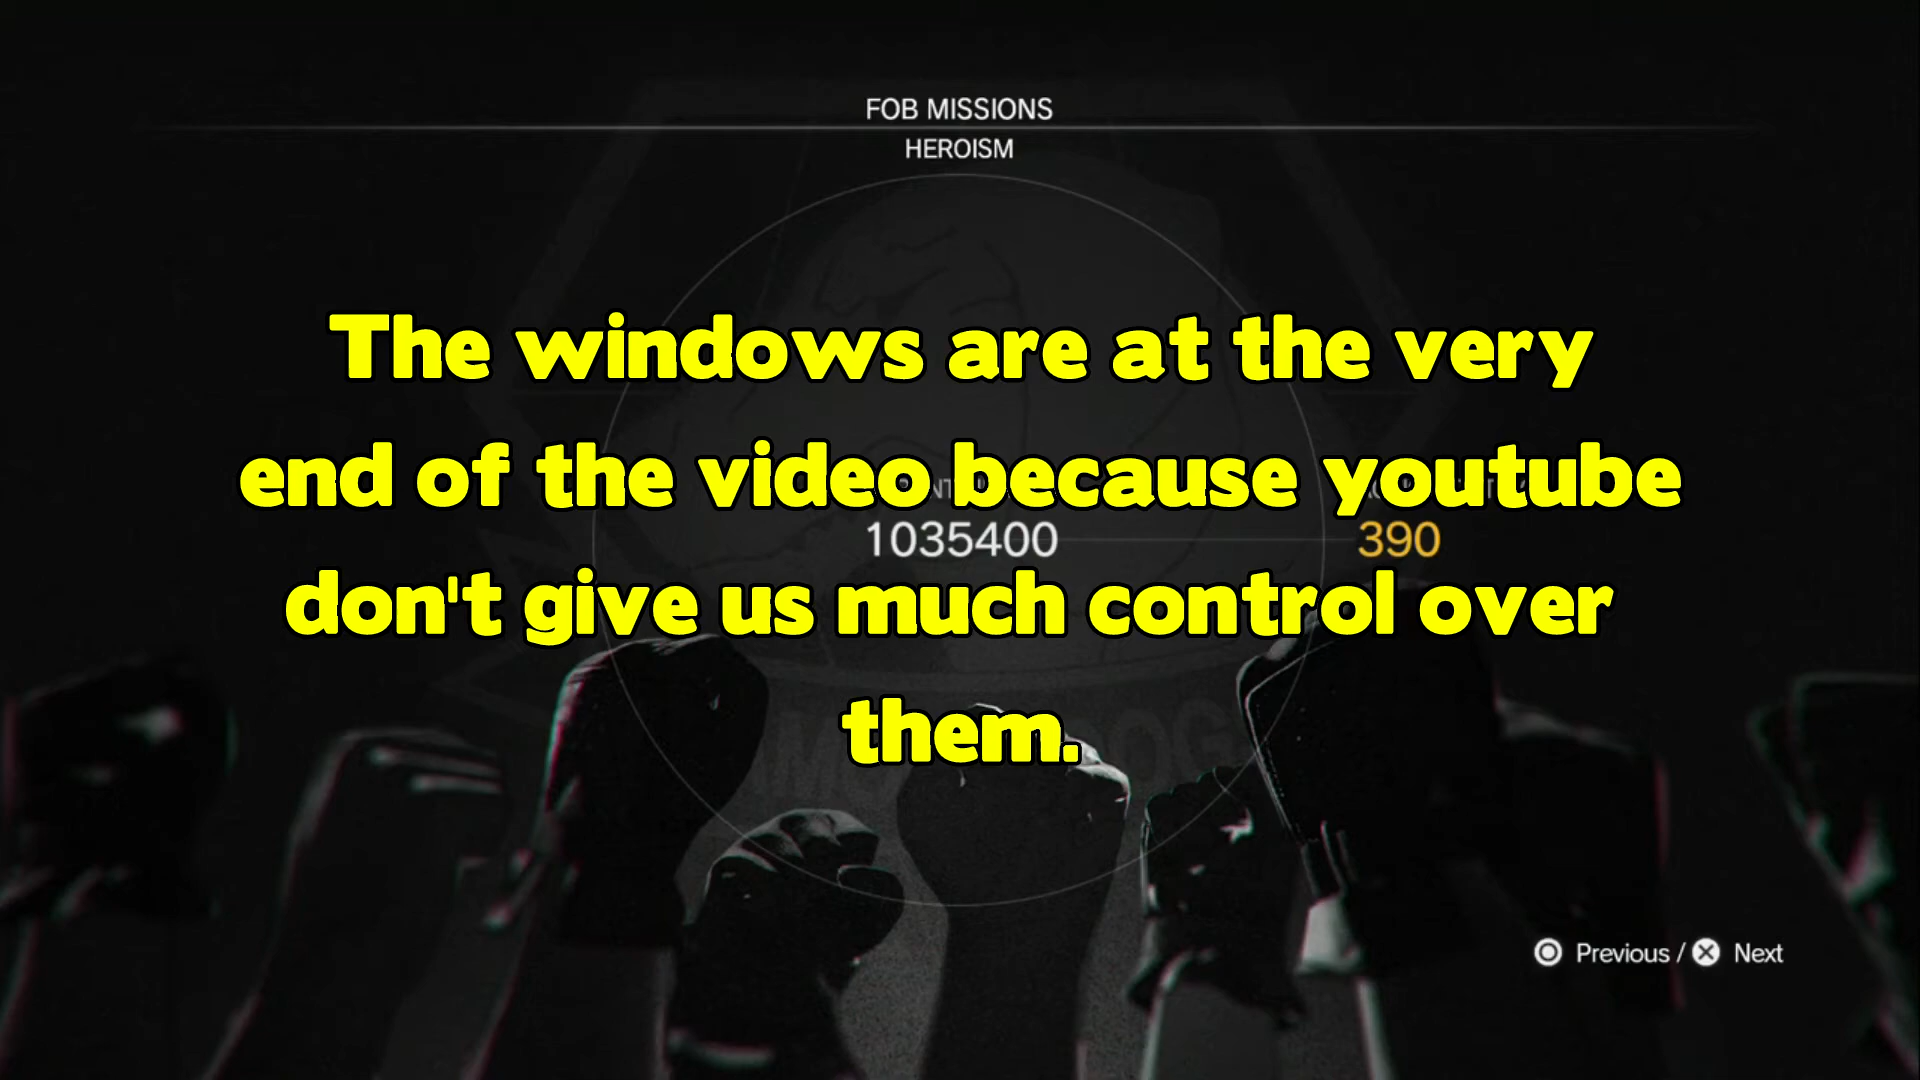 FOB MISSIONS
HEROISM
The windows are at the very
end of the video because youtube
1035400
390
don't give us much control over
them.
Previous / Next